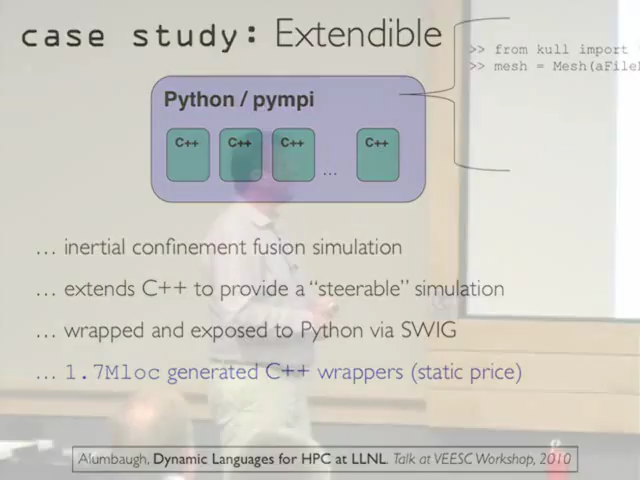 case study: Extendible
>> from kull import
>> mesh = Mesh(aFile
Python / pympi
C++ C++ C++ ... C++
... inertial confinement fusion simulation
... extends C++ to provide a “steerable” simulation
... wrapped and exposed to Python via SWIG
... 1.7Mloc generated C++ wrappers (static price)
Alumbaugh, Dynamic Languages for HPC at LLNL. Talk at VEESC Workshop, 2010